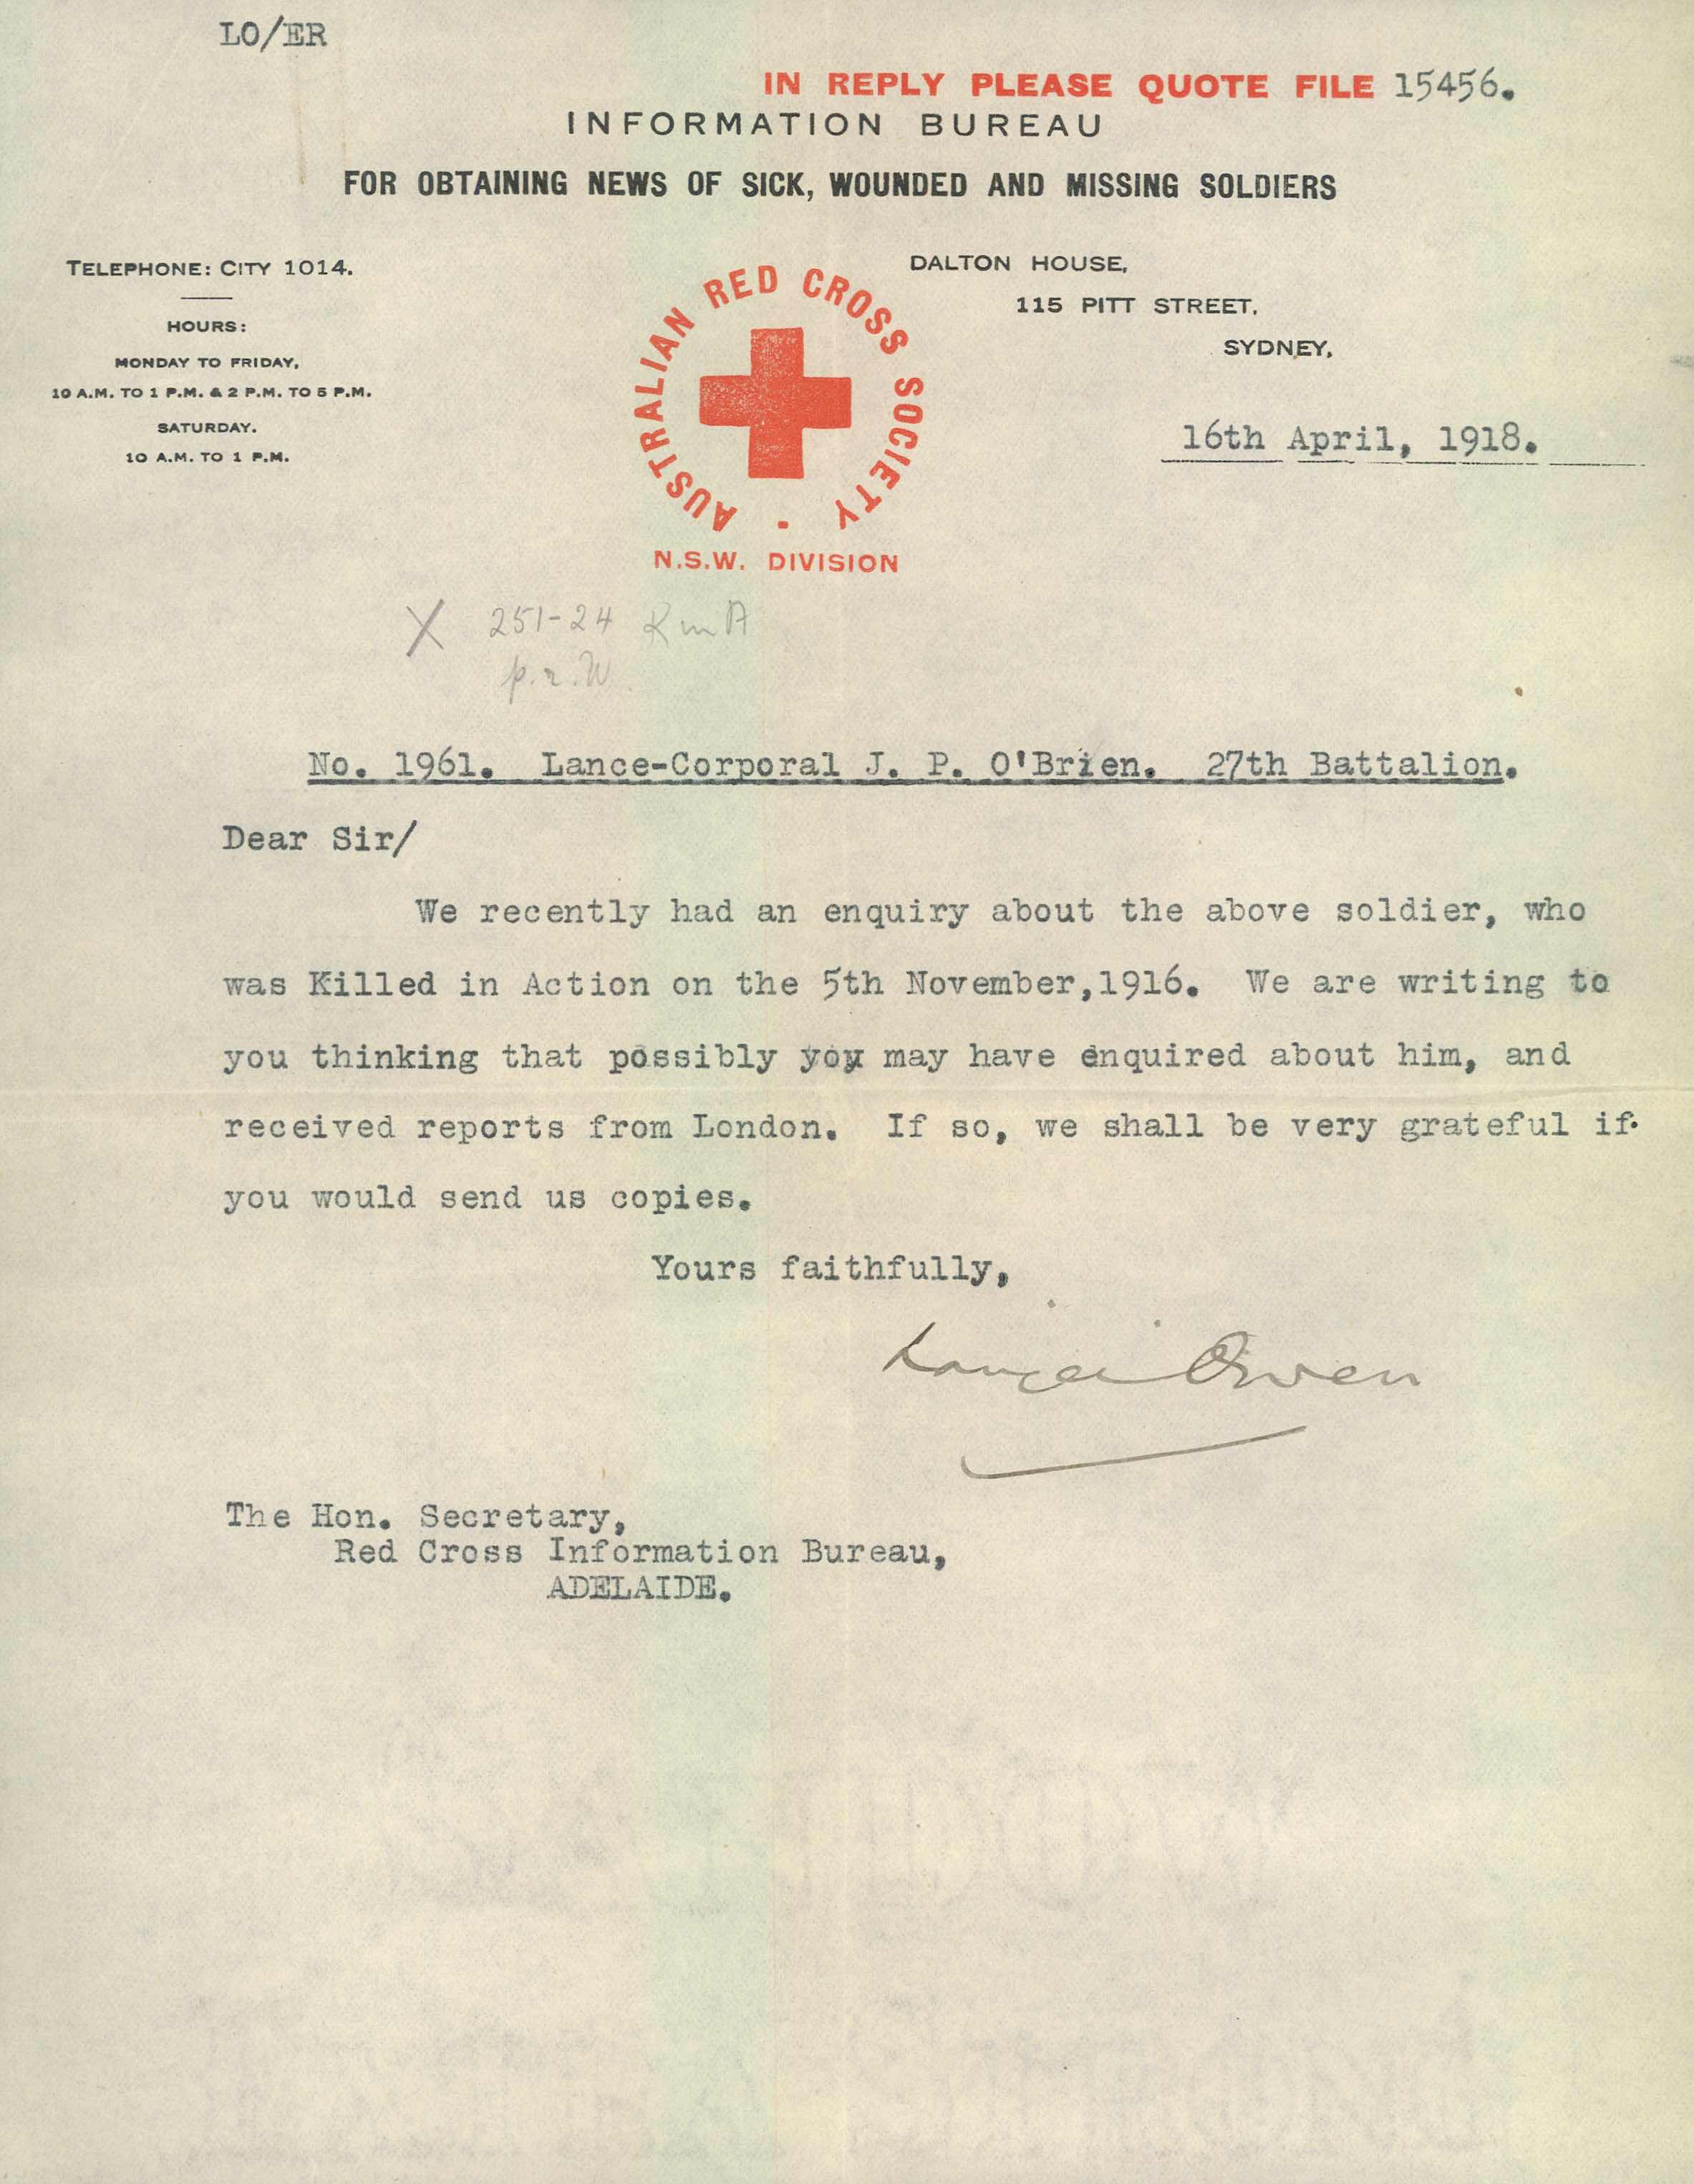 LO/ER
IN REPLY PLEASE QUOTE FILE 15456.
INFORMATION BUREAU
FOR OBTAINING NEWS OF SICK, WOUNDED AND MISSING SOLDIERS
TELEPHONE: CITY 1014.
HOURS:
MONDAY TO FRIDAY,
10 A.M. TO 1 P.M. & 2 P.M. TO 5 P.M.
SATURDAY.
10 A.M. TO 1 P.M.
AUSTRALIAN RED CROSS SOCIETY
N.S.W. DIVISION
DALTON HOUSE,
115 PITT STREET,
SYDNEY,
16th April, 1918.
X 251-24
No. 1961. Lance-Corporal J. P. O'Brien. 27th Battalion.
Dear Sir/
We recently had an enquiry about the above soldier, who
was Killed in Action on the 5th November,1916. We are writing to
you thinking that possibly you may have enquired about him, and
received reports from London. If so, we shall be very grateful if
you would send us copies.
Yours faithfully,
Langer Owen
The Hon. Secretary,
Red Cross Information Bureau,
ADELAIDE.